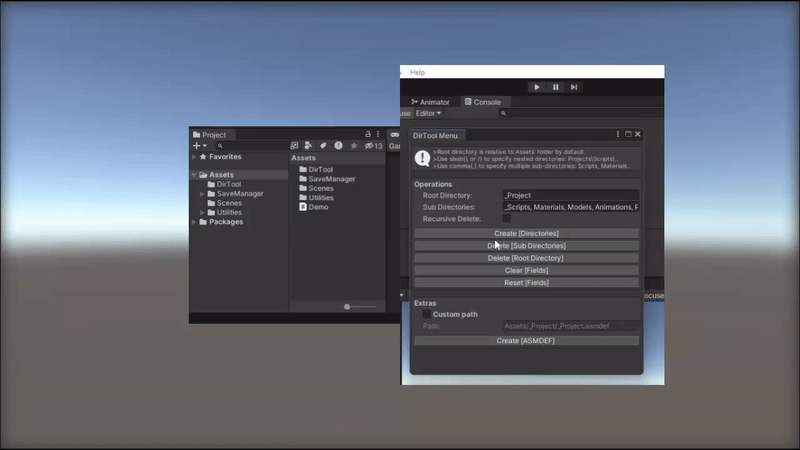 Help
Animator
Console
use
Editor
Project
13
Gan
Favorites
Assets
DirTool
SaveManager
Scenes
Utilities
Packages
Assets
DirTool
SaveManager
Scenes
Utilities
Demo
DirTool Menu
>Root directory is relative to Assets' folder by default
>Use slash(\ or /) to specify nested directories: Projects\Scripts\..
>Use comma(,) to specify multiple sub-directories: Scripts, Materials..
Operations
Root Directory: _Project
Sub Directories: _Scripts, Materials, Models, Animations, P
Recursive Delete:
Create [Directories]
Delete [Sub Directories]
Delete [Root Directory]
Clear [Fields]
Reset [Fields]
ocuse
Extras
Custom path
Path: Assets/_Project/_Project.asmdef
Create [ASMDEF]